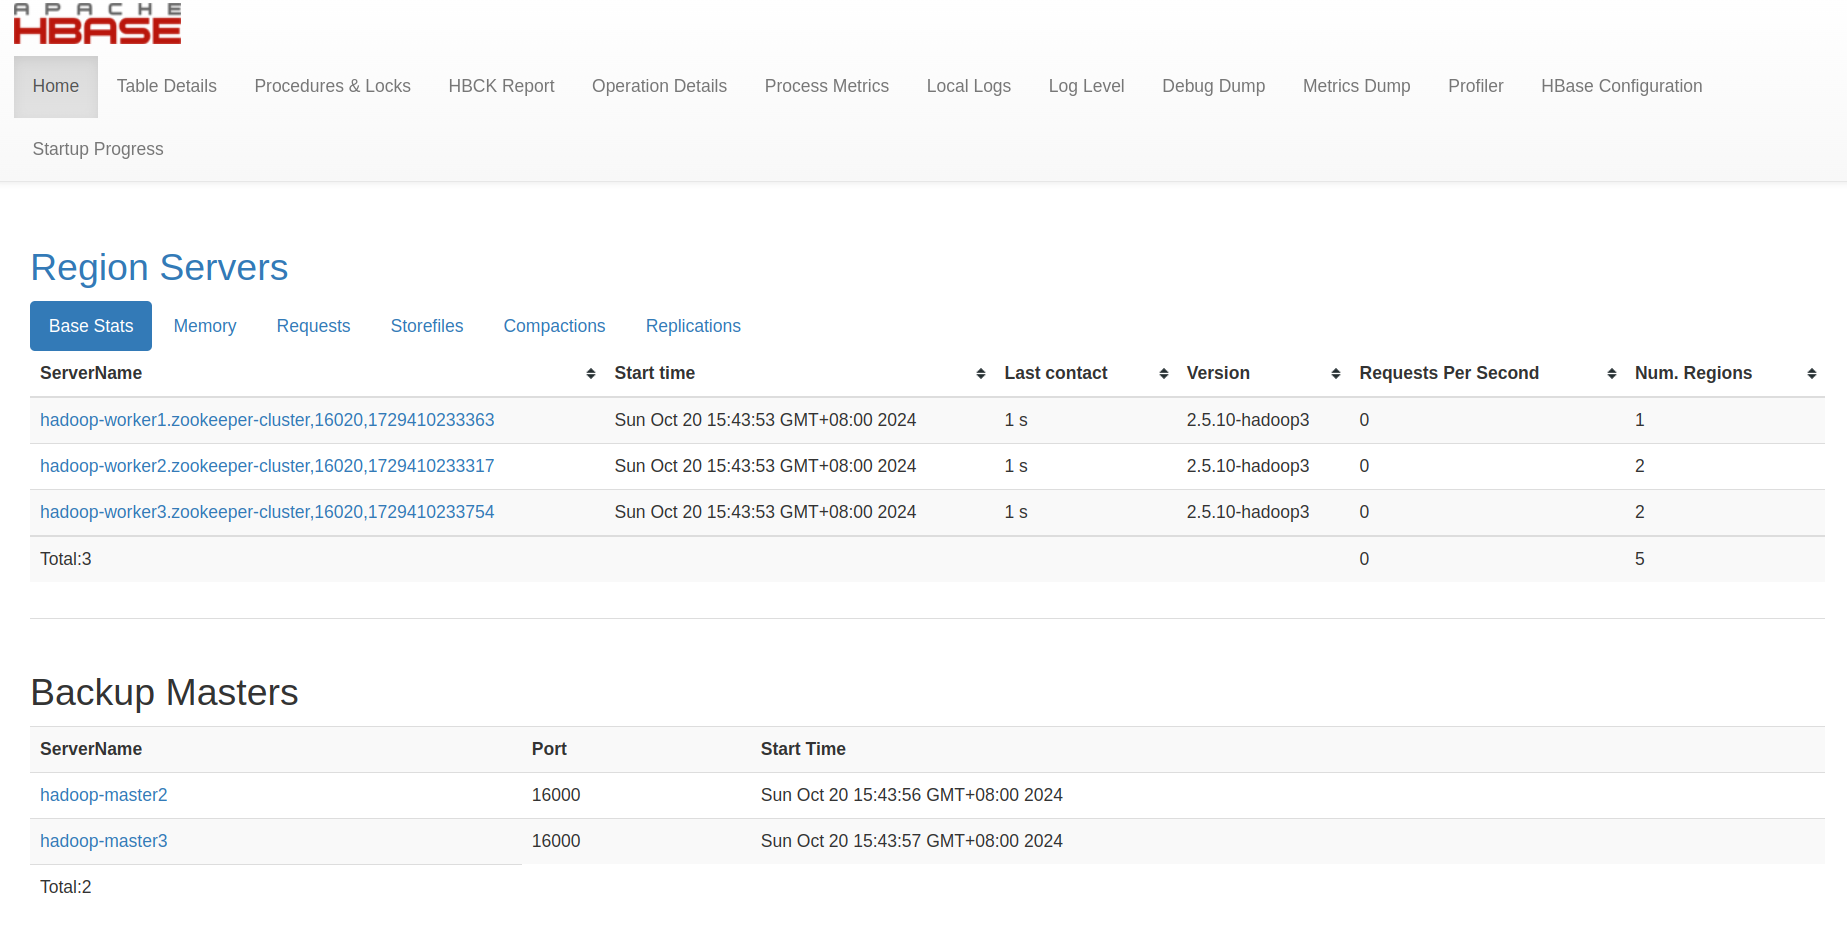 APACHE
HBASE
Home Table Details Procedures & Locks HBCK Report Operation Details Process Metrics Local Logs Log Level Debug Dump Metrics Dump Profiler HBase Configuration
Startup Progress
Region Servers
Base Stats Memory Requests Storefiles Compactions Replications
ServerName Start time Last contact Version Requests Per Second Num. Regions
hadoop-worker1.zookeeper-cluster,16020,1729410233363 Sun Oct 20 15:43:53 GMT+08:00 2024 1 s 2.5.10-hadoop3 0 1
hadoop-worker2.zookeeper-cluster,16020,1729410233317 Sun Oct 20 15:43:53 GMT+08:00 2024 1 s 2.5.10-hadoop3 0 2
hadoop-worker3.zookeeper-cluster,16020,1729410233754 Sun Oct 20 15:43:53 GMT+08:00 2024 1 s 2.5.10-hadoop3 0 2
Total:3 0 5
Backup Masters
ServerName Port Start Time
hadoop-master2 16000 Sun Oct 20 15:43:56 GMT+08:00 2024
hadoop-master3 16000 Sun Oct 20 15:43:57 GMT+08:00 2024
Total:2